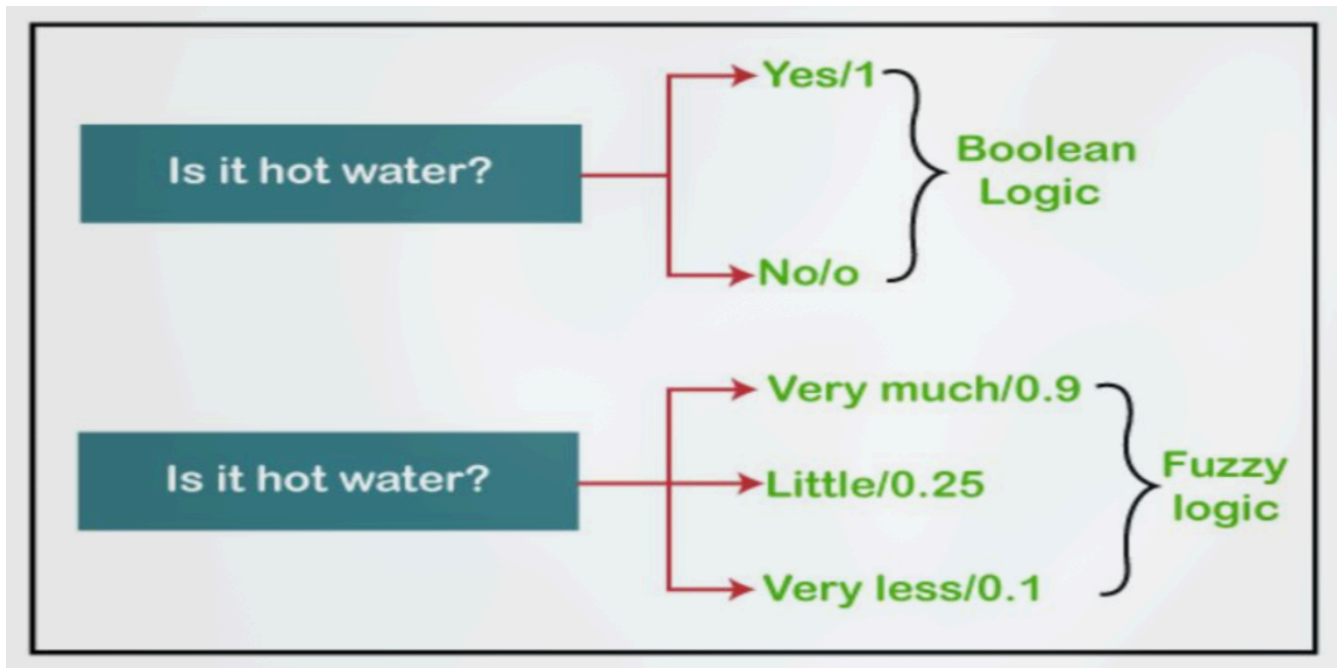 Is it hot water?
Yes/1
No/o
Boolean
Logic
Is it hot water?
Very much/0.9
Little/0.25
Very less/0.1
Fuzzy
logic